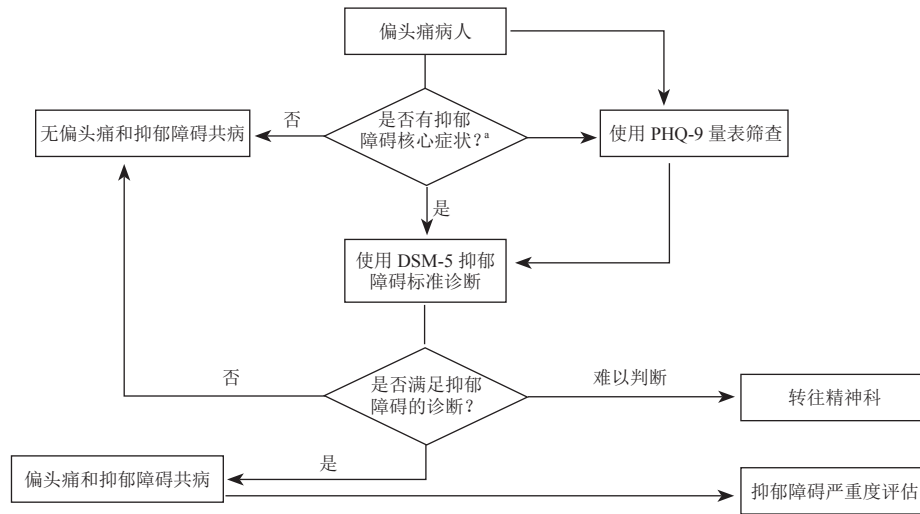 偏头痛病人
是否有抑郁
障碍核心症状？ᵃ
否
无偏头痛和抑郁障碍共病
使用 PHQ-9 量表筛查
是
使用 DSM-5 抑郁
障碍标准诊断
否
是否满足抑郁
障碍的诊断？
难以判断
转往精神科
是
偏头痛和抑郁障碍共病
抑郁障碍严重度评估